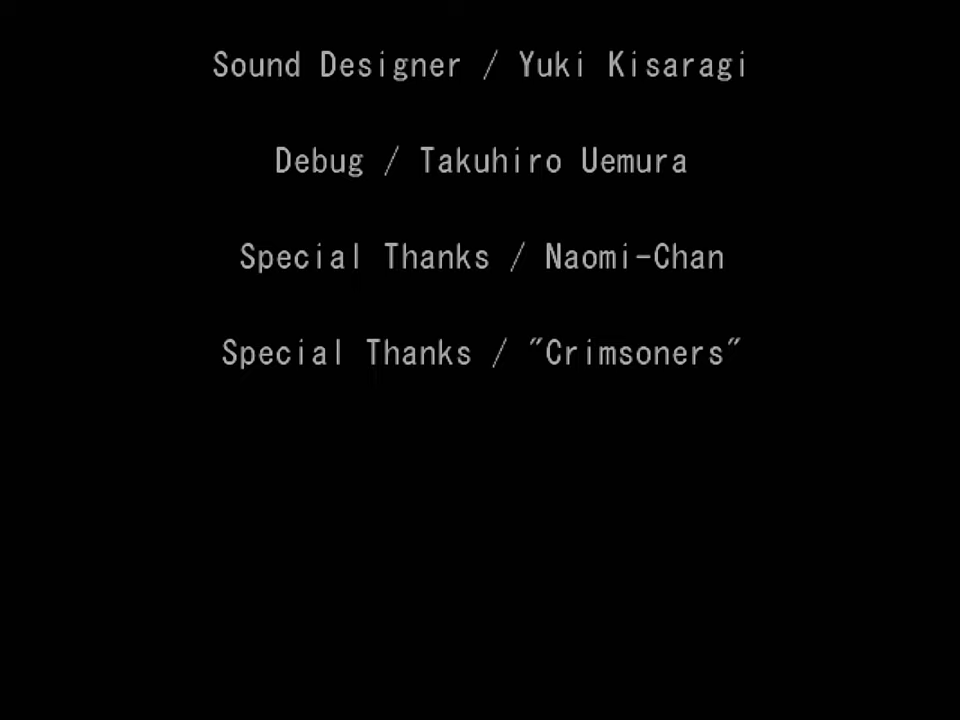 Sound Designer / Yuki Kisaragi
Debug / Takuhiro Uemura
Special Thanks / Naomi-Chan
Special Thanks / "Crimsoners"